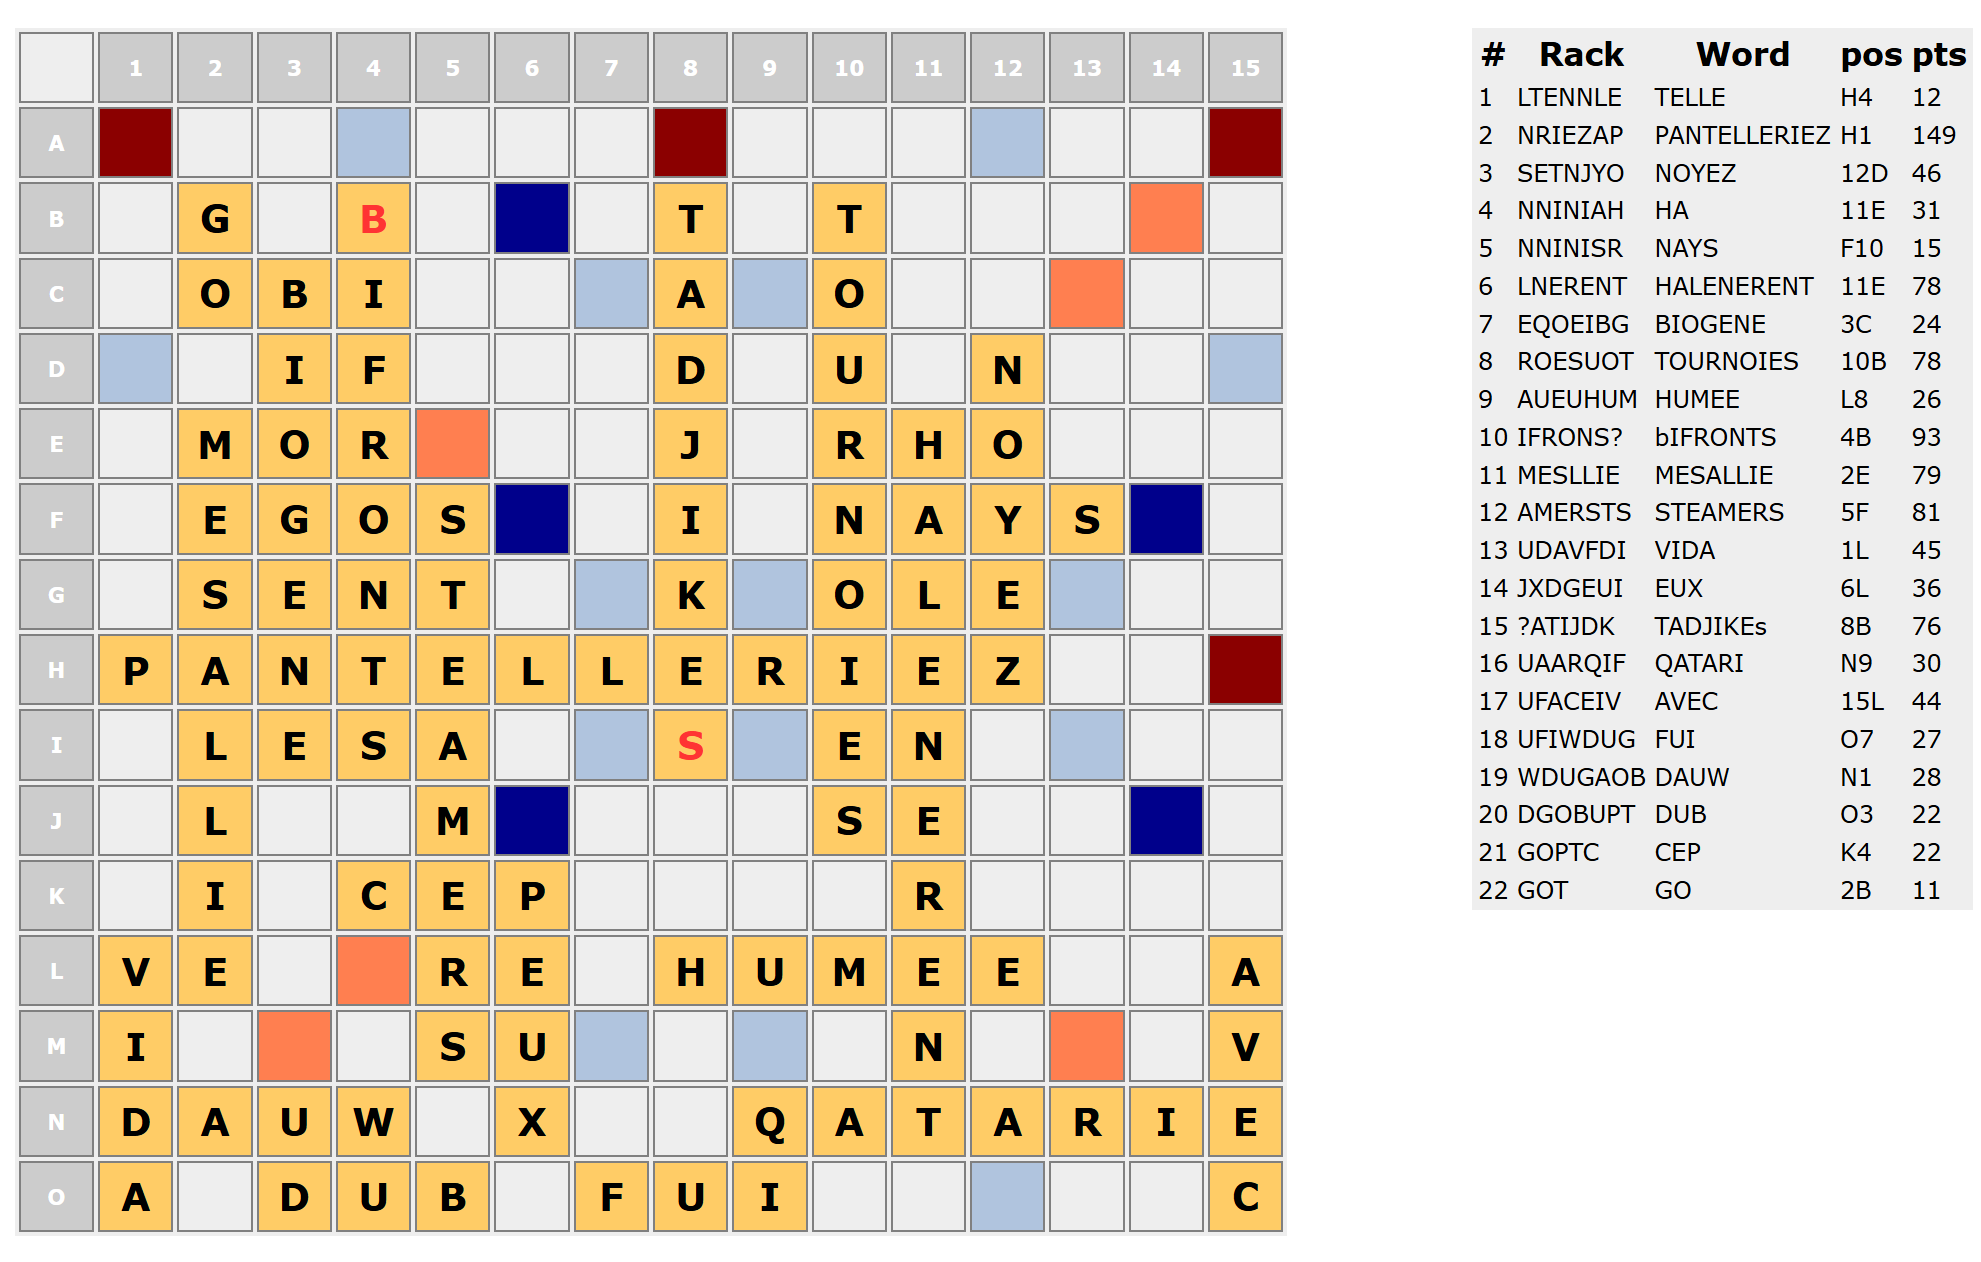 1 2 3 4 5 6 7 8 9 10 11 12 13 14 15
A
B G B T T
C O B I A O
D I F D U N
E M O R J R H O
F E G O S I N A Y S
G S E N T K O L E
H P A N T E L L E R I E Z
I L E S A S E N
J L M S E
K I C E P R
L V E R E H U M E E A
M I S U N V
N D A U W X Q A T A R I E
O A D U B F U I C
# Rack Word pos pts
1 LTENNLE TELLE H4 12
2 NRIEZAP PANTELLERIEZ H1 149
3 SETNJYO NOYEZ 12D 46
4 NNINIAH HA 11E 31
5 NNINISR NAYS F10 15
6 LNERENT HALENERENT 11E 78
7 EQOEIBG BIOGENE 3C 24
8 ROESUOT TOURNOIES 10B 78
9 AUEUHUM HUMEE L8 26
10 IFRONS? bIFRONTS 4B 93
11 MESLLIE MESALLIE 2E 79
12 AMERSTS STEAMERS 5F 81
13 UDAVFDI VIDA 1L 45
14 JXDGEUI EUX 6L 36
15 ?ATIJDK TADJIKEs 8B 76
16 UAARQIF QATARI N9 30
17 UFACEIV AVEC 15L 44
18 UFIWDUG FUI O7 27
19 WDUGAOB DAUW N1 28
20 DGOBUPT DUB O3 22
21 GOPTC CEP K4 22
22 GOT GO 2B 11